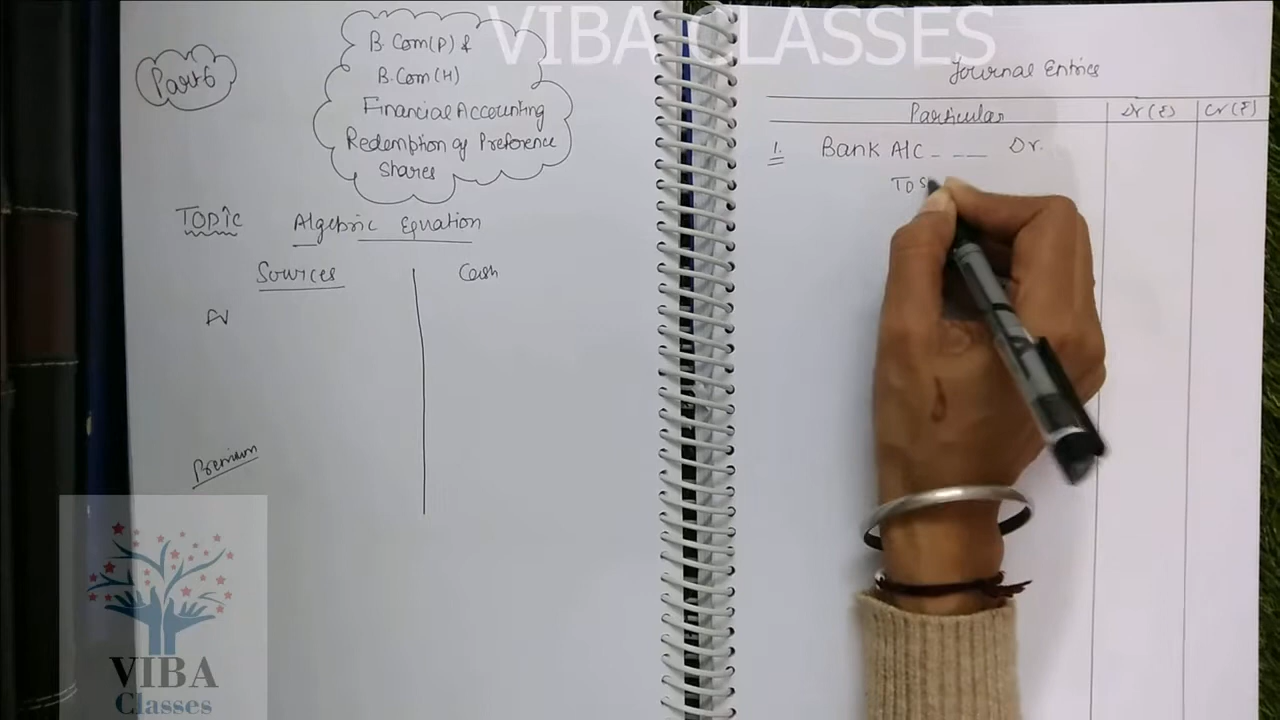 VIBA CLASSES
Part 6
B.Com(P) &
B.Com(H)
Financial Accounting
Redemption of Preference
Shares
TOPIC Algebric Equation
Sources Cash
FV
Premium
Journal Entries
Particular Dr (₹) Cr (₹)
1. Bank A/C - - - Dr.
To S
VIBA
Classes